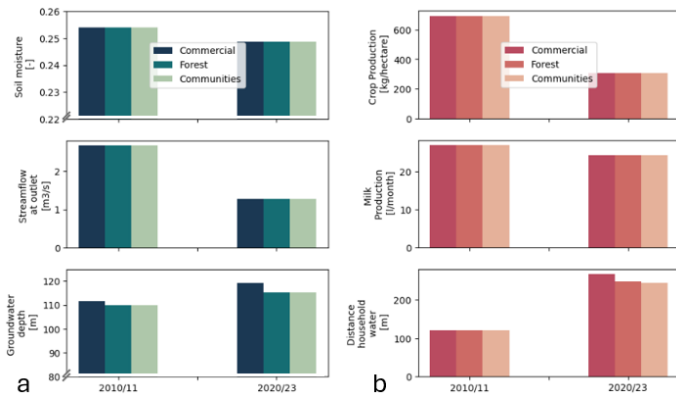 0.26
0.25
0.24
0.23
0.22
Soil moisture
[-]
Commercial
Forest
Communities
2
1
0
Streamflow
at outlet
[m3/s]
120
110
100
90
80
Groundwater
depth
[m]
2010/11
2020/23
a
600
400
200
0
Crop Production
[kg/hectare]
Commercial
Forest
Communities
20
10
0
Milk
Production
[l/month]
200
100
0
Distance
household
water
m
2010/11
2020/23
b